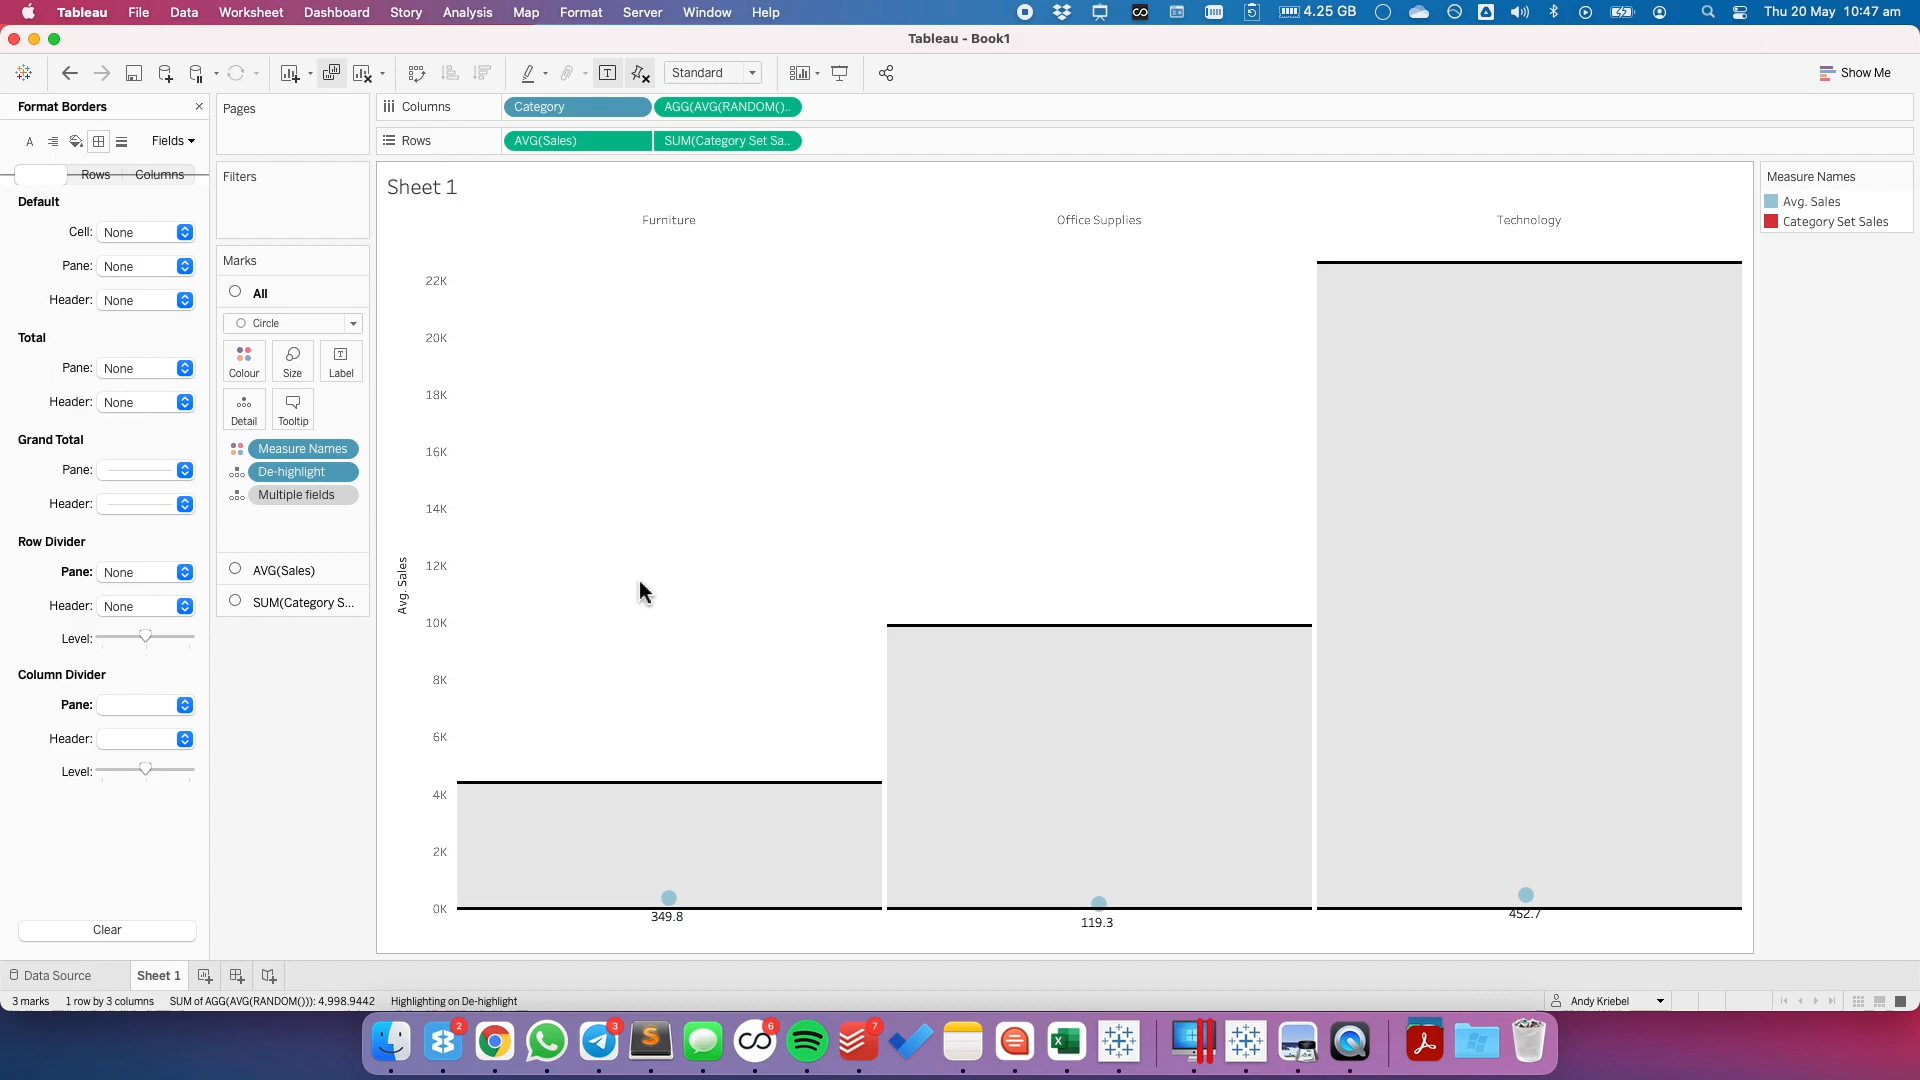 Tableau File Data Worksheet Dashboard Story Analysis Map Format Server Window Help 4.25 GB Thu 20 May 10:47 am
Tableau - Book1
Standard Show Me
Format Borders
Fields
Rows Columns
Default
Cell: None
Pane: None
Header: None
Total
Pane: None
Header: None
Grand Total
Pane:
Header:
Row Divider
Pane: None
Header: None
Level:
Column Divider
Pane:
Header:
Level:
Clear
Pages
Filters
Marks
All
Circle
Colour Size Label
Detail Tooltip
Measure Names
De-highlight
Multiple fields
AVG(Sales)
SUM(Category S...
Columns Category AGG(AVG(RANDOM()..
Rows AVG(Sales) SUM(Category Set Sa..
Sheet 1
Furniture Office Supplies Technology
22K
20K
18K
16K
14K
12K
10K
8K
6K
4K
2K
0K
Avg. Sales
349.8
119.3
452.7
Measure Names
Avg. Sales
Category Set Sales
Data Source Sheet 1
3 marks 1 row by 3 columns SUM of AGG(AVG(RANDOM())): 4,998.9442 Highlighting on De-highlight Andy Kriebel
2 3 6 7